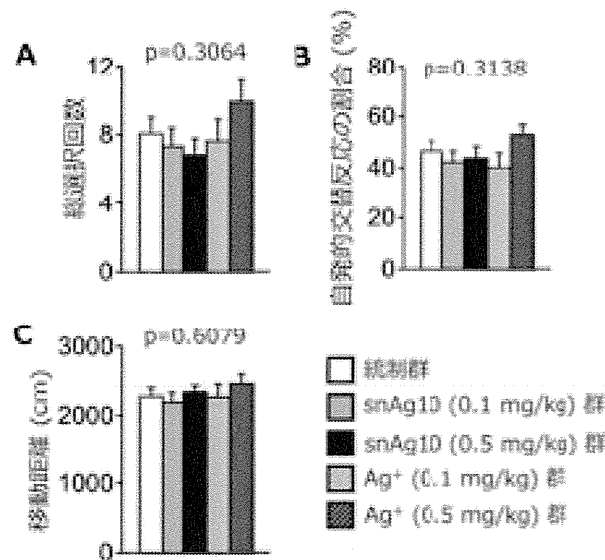 A
p=0.3064
総選択回数
12
8
4
0
B
p=0.3138
自発的交替反応の割合 (%)
80
60
40
20
0
C
p=0.6079
移動距離 (cm)
3000
2000
1000
0
統制群
snAg10 (0.1 mg/kg) 群
snAg10 (0.5 mg/kg) 群
Ag⁺ (0.1 mg/kg) 群
Ag⁺ (0.5 mg/kg) 群